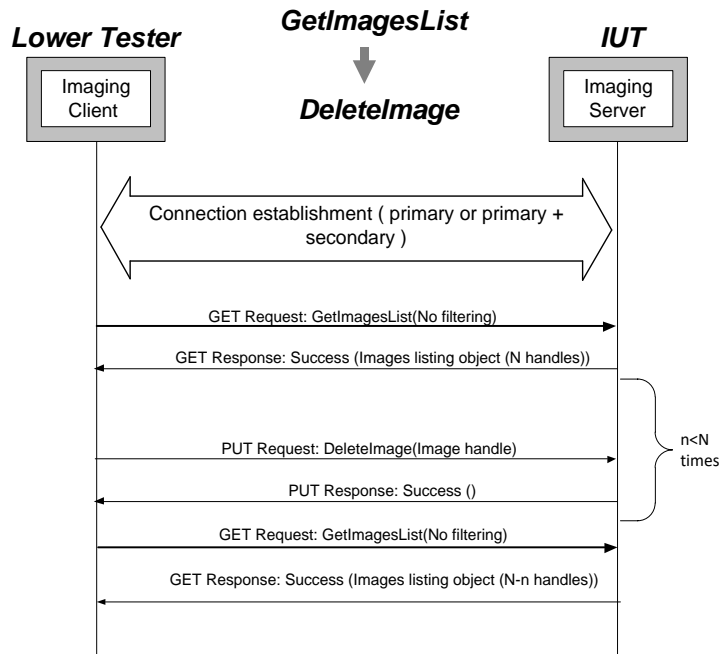 GetImagesList
Lower Tester
IUT
Imaging
Client
DeleteImage
Imaging
Server
Connection establishment ( primary or primary +
secondary )
GET Request: GetImagesList(No filtering)
GET Response: Success (Images listing object (N handles))
n<N
times
PUT Request: DeleteImage(Image handle)
PUT Response: Success ()
GET Request: GetImagesList(No filtering)
GET Response: Success (Images listing object (N-n handles))